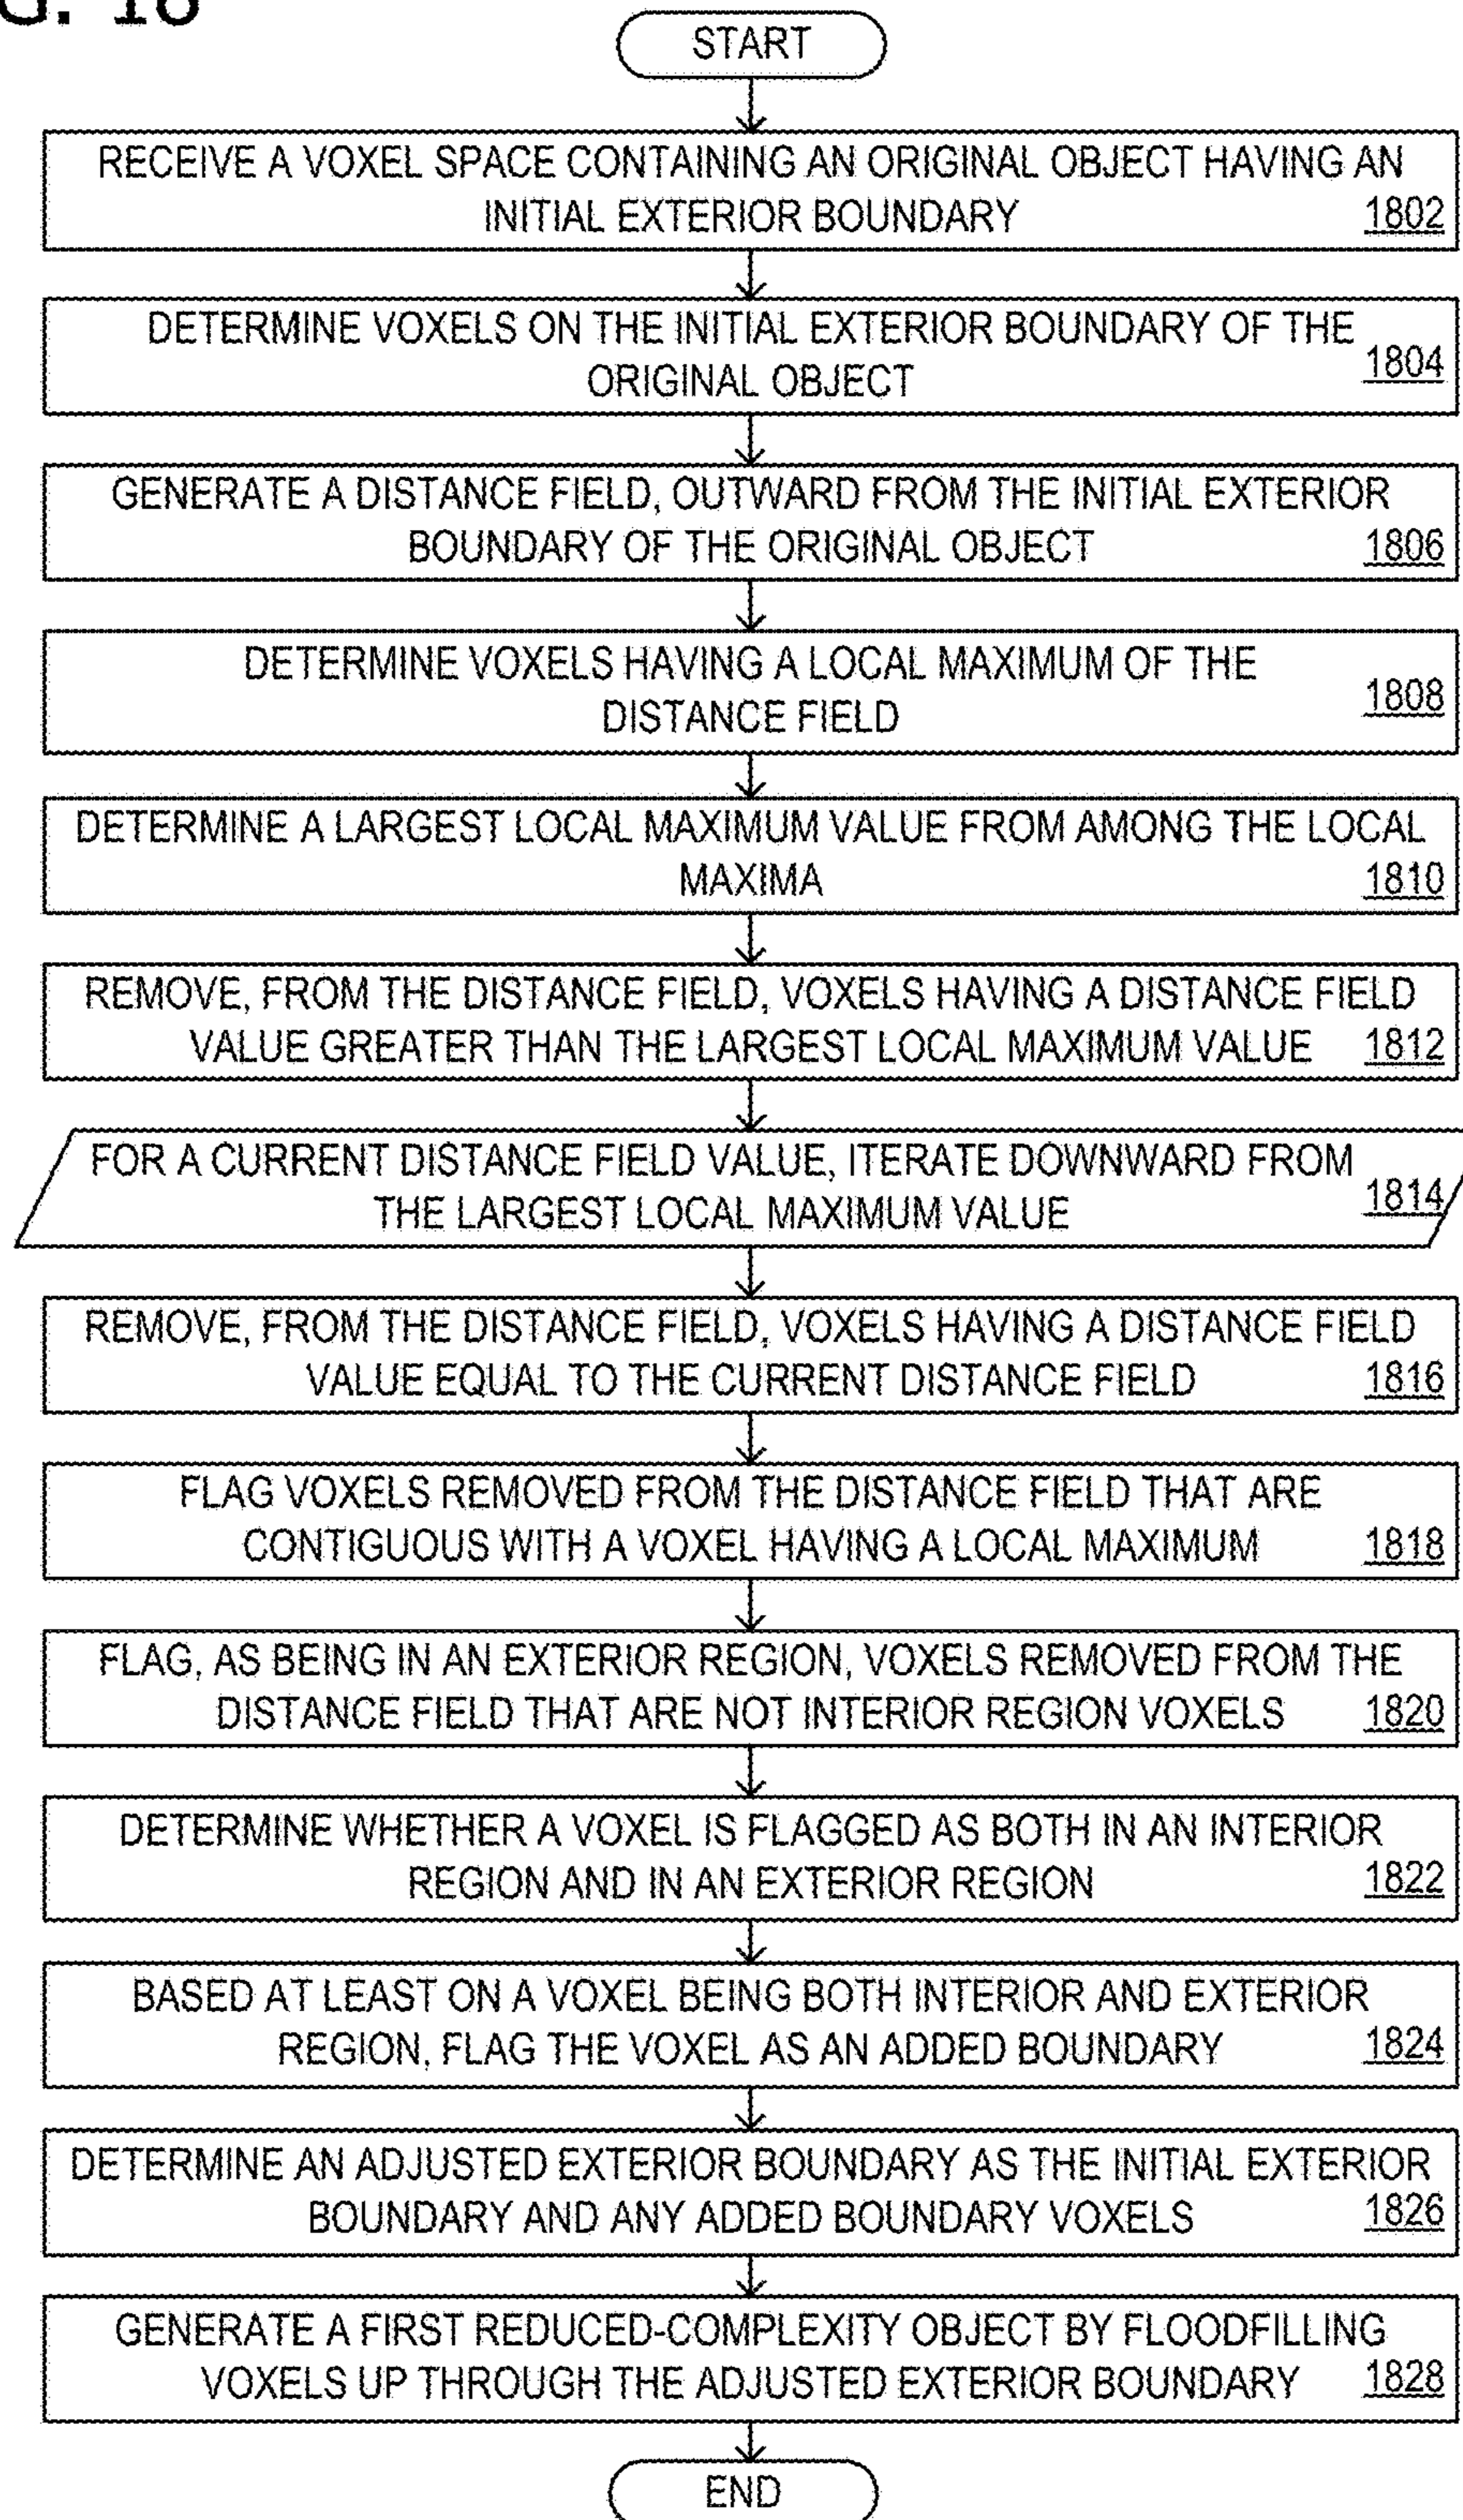 G. 18
START
RECEIVE A VOXEL SPACE CONTAINING AN ORIGINAL OBJECT HAVING AN
INITIAL EXTERIOR BOUNDARY 1802
DETERMINE VOXELS ON THE INITIAL EXTERIOR BOUNDARY OF THE
ORIGINAL OBJECT 1804
GENERATE A DISTANCE FIELD, OUTWARD FROM THE INITIAL EXTERIOR
BOUNDARY OF THE ORIGINAL OBJECT 1806
DETERMINE VOXELS HAVING A LOCAL MAXIMUM OF THE
DISTANCE FIELD 1808
DETERMINE A LARGEST LOCAL MAXIMUM VALUE FROM AMONG THE LOCAL
MAXIMA 1810
REMOVE, FROM THE DISTANCE FIELD, VOXELS HAVING A DISTANCE FIELD
VALUE GREATER THAN THE LARGEST LOCAL MAXIMUM VALUE 1812
FOR A CURRENT DISTANCE FIELD VALUE, ITERATE DOWNWARD FROM
THE LARGEST LOCAL MAXIMUM VALUE 1814
REMOVE, FROM THE DISTANCE FIELD, VOXELS HAVING A DISTANCE FIELD
VALUE EQUAL TO THE CURRENT DISTANCE FIELD 1816
FLAG VOXELS REMOVED FROM THE DISTANCE FIELD THAT ARE
CONTIGUOUS WITH A VOXEL HAVING A LOCAL MAXIMUM 1818
FLAG, AS BEING IN AN EXTERIOR REGION, VOXELS REMOVED FROM THE
DISTANCE FIELD THAT ARE NOT INTERIOR REGION VOXELS 1820
DETERMINE WHETHER A VOXEL IS FLAGGED AS BOTH IN AN INTERIOR
REGION AND IN AN EXTERIOR REGION 1822
BASED AT LEAST ON A VOXEL BEING BOTH INTERIOR AND EXTERIOR
REGION, FLAG THE VOXEL AS AN ADDED BOUNDARY 1824
DETERMINE AN ADJUSTED EXTERIOR BOUNDARY AS THE INITIAL EXTERIOR
BOUNDARY AND ANY ADDED BOUNDARY VOXELS 1826
GENERATE A FIRST REDUCED-COMPLEXITY OBJECT BY FLOODFILLING
VOXELS UP THROUGH THE ADJUSTED EXTERIOR BOUNDARY 1828
END